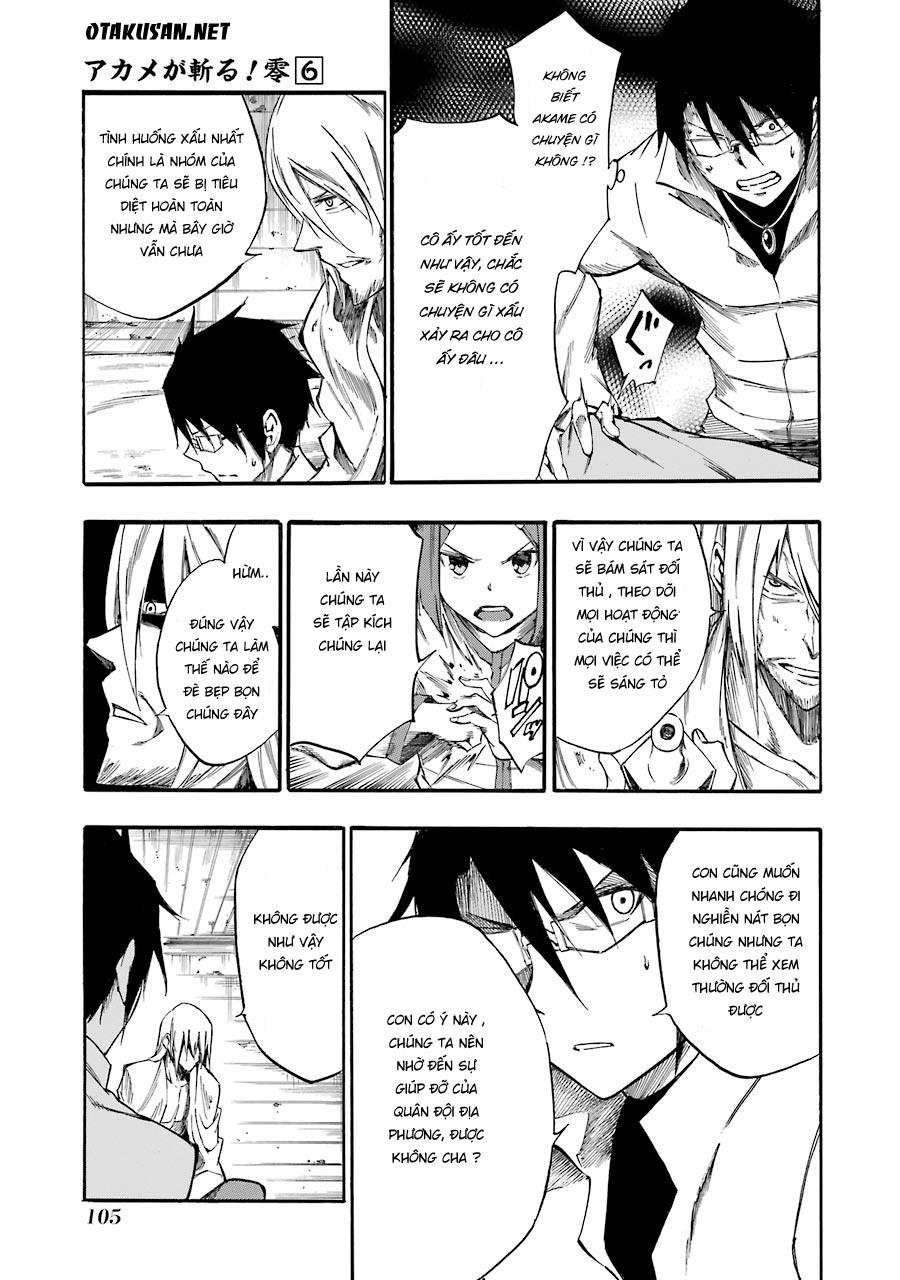 OTAKUSAN.NET
アカメが斬る!零 6
KHÔNG
BIẾT
AKAME CÓ
CHUYỆN GÌ
KHÔNG !?
CÔ ẤY TỐT ĐẾN
NHƯ VẬY, CHẮC
SẼ KHÔNG CÓ
CHUYỆN GÌ XẤU
XẢY RA CHO CÔ
ẤY ĐÂU ...
ぐっ
TÌNH HUỐNG XẤU NHẤT
CHÍNH LÀ NHÓM CỦA
CHÚNG TA SẼ BỊ TIÊU
DIỆT HOÀN TOÀN
NHƯNG MÀ BÂY GIỜ
VẪN CHƯA
VÌ VẬY CHÚNG TA
SẼ BÁM SÁT ĐỐI
THỦ , THEO DÕI
MỌI HOẠT ĐỘNG
CỦA CHÚNG THÌ
MỌI VIỆC CÓ THỂ
SẼ SÁNG TỎ
LẦN NÀY
CHÚNG TA
SẼ TẬP KÍCH
CHÚNG LẠI
HỪM..
ĐÚNG VẬY
CHÚNG TA LÀM
THẾ NÀO ĐỂ
ĐÈ BẸP BỌN
CHÚNG ĐÂY
CON CŨNG MUỐN
NHANH CHÓNG ĐI
NGHIỀN NÁT BỌN
CHÚNG NHƯNG TA
KHÔNG THỂ XEM
THƯỜNG ĐỐI THỦ
ĐƯỢC
CON CÓ Ý NÀY ,
CHÚNG TA NÊN
NHỜ ĐẾN SỰ
GIÚP ĐỠ CỦA
QUÂN ĐỘI ĐỊA
PHƯƠNG, ĐƯỢC
KHÔNG CHA ?
KHÔNG ĐƯỢC
NHƯ VẬY
KHÔNG TỐT
105